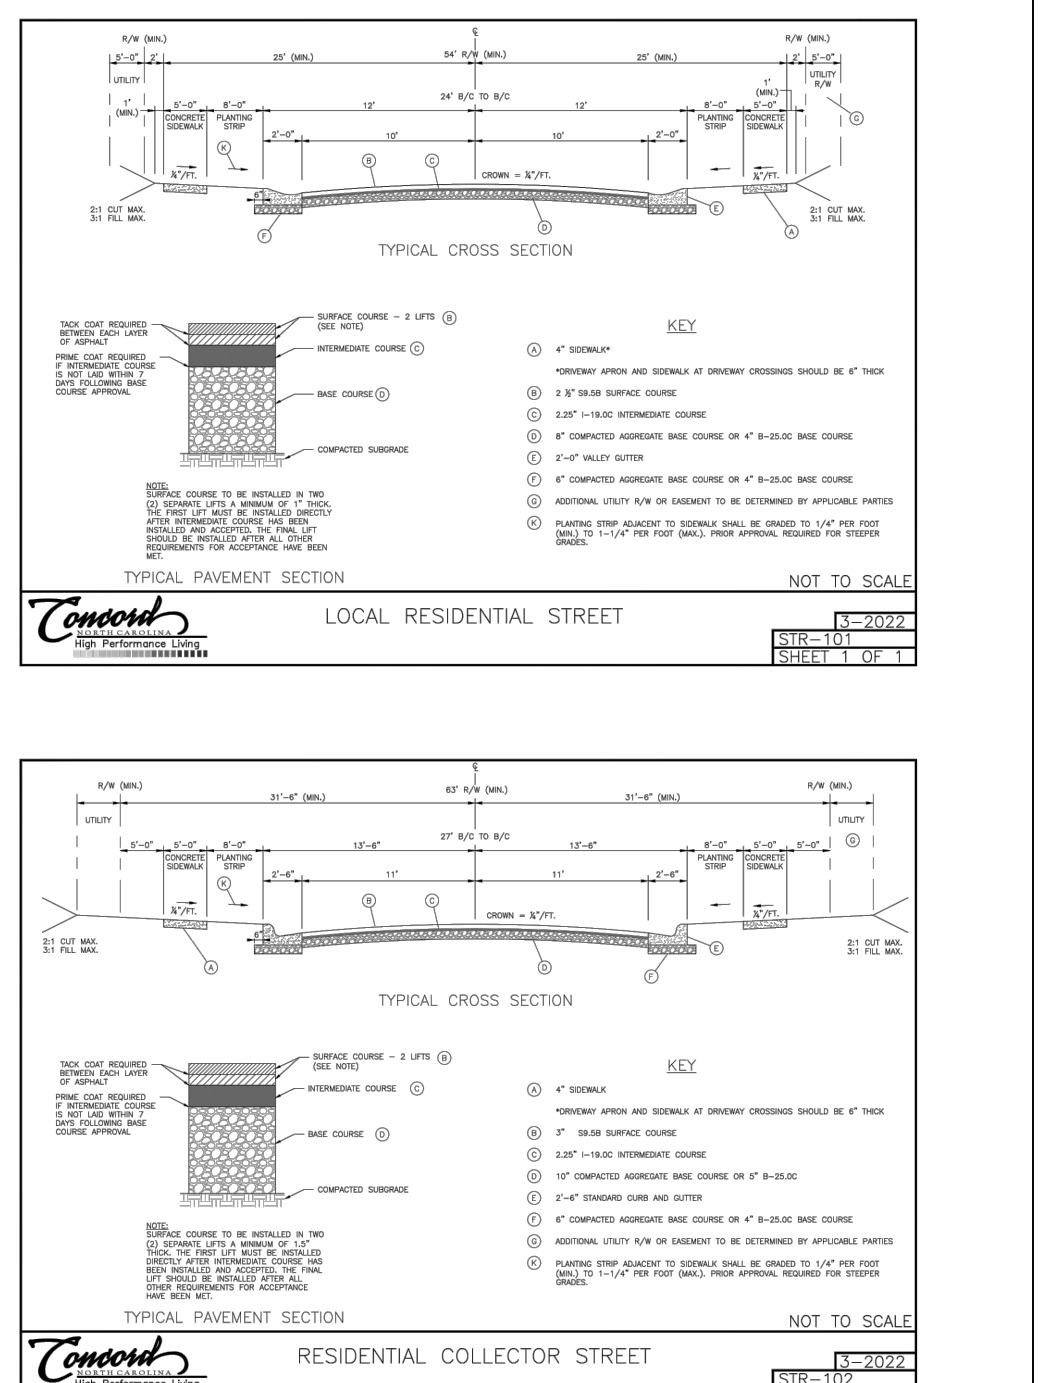 ℄
R/W (MIN.)
54' R/W (MIN.)
R/W (MIN.)
5'-0" 2' 25' (MIN.) 25' (MIN.) 2' 5'-0"
UTILITY
UTILITY
R/W
24' B/C TO B/C
1'
(MIN.)
1'
(MIN.)
5'-0" 8'-0" 12' 12' 8'-0" 5'-0"
CONCRETE
SIDEWALK
PLANTING
STRIP
PLANTING
STRIP
CONCRETE
SIDEWALK
G
2'-0" 10' 10' 2'-0"
K
B
C
¼"/FT.
CROWN = ¼"/FT.
¼"/FT.
6"
2:1 CUT MAX.
3:1 FILL MAX.
F
D
E
A
2:1 CUT MAX.
3:1 FILL MAX.
TYPICAL CROSS SECTION
TACK COAT REQUIRED
BETWEEN EACH LAYER
OF ASPHALT
PRIME COAT REQUIRED
IF INTERMEDIATE COURSE
IS NOT LAID WITHIN 7
DAYS FOLLOWING BASE
COURSE APPROVAL
SURFACE COURSE - 2 LIFTS B
(SEE NOTE)
INTERMEDIATE COURSE C
BASE COURSE D
COMPACTED SUBGRADE
NOTE:
SURFACE COURSE TO BE INSTALLED IN TWO
(2) SEPARATE LIFTS A MINIMUM OF 1" THICK.
THE FIRST LIFT MUST BE INSTALLED DIRECTLY
AFTER INTERMEDIATE COURSE HAS BEEN
INSTALLED AND ACCEPTED. THE FINAL LIFT
SHOULD BE INSTALLED AFTER ALL OTHER
REQUIREMENTS FOR ACCEPTANCE HAVE BEEN
MET.
TYPICAL PAVEMENT SECTION
KEY
A 4" SIDEWALK*
*DRIVEWAY APRON AND SIDEWALK AT DRIVEWAY CROSSINGS SHOULD BE 6" THICK
B 2 ½" S9.5B SURFACE COURSE
C 2.25" I-19.0C INTERMEDIATE COURSE
D 8" COMPACTED AGGREGATE BASE COURSE OR 4" B-25.0C BASE COURSE
E 2'-0" VALLEY GUTTER
F 6" COMPACTED AGGREGATE BASE COURSE OR 4" B-25.0C BASE COURSE
G ADDITIONAL UTILITY R/W OR EASEMENT TO BE DETERMINED BY APPLICABLE PARTIES
K PLANTING STRIP ADJACENT TO SIDEWALK SHALL BE GRADED TO 1/4" PER FOOT
(MIN.) TO 1-1/4" PER FOOT (MAX.). PRIOR APPROVAL REQUIRED FOR STEEPER
GRADES.
NOT TO SCALE
Concord
NORTH CAROLINA
High Performance Living
LOCAL RESIDENTIAL STREET
3-2022
STR-101
SHEET 1 OF 1
℄
R/W (MIN.)
63' R/W (MIN.)
R/W (MIN.)
31'-6" (MIN.) 31'-6" (MIN.)
UTILITY
UTILITY
27' B/C TO B/C
G
5'-0" 5'-0" 8'-0" 13'-6" 13'-6" 8'-0" 5'-0" 5'-0"
CONCRETE
SIDEWALK
PLANTING
STRIP
PLANTING
STRIP
CONCRETE
SIDEWALK
2'-6" 11' 11' 2'-6"
K
B
C
¼"/FT.
CROWN = ¼"/FT.
¼"/FT.
6"
2:1 CUT MAX.
3:1 FILL MAX.
A
D
F
E
2:1 CUT MAX.
3:1 FILL MAX.
TYPICAL CROSS SECTION
TACK COAT REQUIRED
BETWEEN EACH LAYER
OF ASPHALT
PRIME COAT REQUIRED
IF INTERMEDIATE COURSE
IS NOT LAID WITHIN 7
DAYS FOLLOWING BASE
COURSE APPROVAL
SURFACE COURSE - 2 LIFTS B
(SEE NOTE)
INTERMEDIATE COURSE C
BASE COURSE D
COMPACTED SUBGRADE
NOTE:
SURFACE COURSE TO BE INSTALLED IN TWO
(2) SEPARATE LIFTS A MINIMUM OF 1.5"
THICK. THE FIRST LIFT MUST BE INSTALLED
DIRECTLY AFTER INTERMEDIATE COURSE HAS
BEEN INSTALLED AND ACCEPTED. THE FINAL
LIFT SHOULD BE INSTALLED AFTER ALL
OTHER REQUIREMENTS FOR ACCEPTANCE
HAVE BEEN MET.
TYPICAL PAVEMENT SECTION
KEY
A 4" SIDEWALK
*DRIVEWAY APRON AND SIDEWALK AT DRIVEWAY CROSSINGS SHOULD BE 6" THICK
B 3" S9.5B SURFACE COURSE
C 2.25" I-19.0C INTERMEDIATE COURSE
D 10" COMPACTED AGGREGATE BASE COURSE OR 5" B-25.0C
E 2'-6" STANDARD CURB AND GUTTER
F 6" COMPACTED AGGREGATE BASE COURSE OR 4" B-25.0C BASE COURSE
G ADDITIONAL UTILITY R/W OR EASEMENT TO BE DETERMINED BY APPLICABLE PARTIES
K PLANTING STRIP ADJACENT TO SIDEWALK SHALL BE GRADED TO 1/4" PER FOOT
(MIN.) TO 1-1/4" PER FOOT (MAX.). PRIOR APPROVAL REQUIRED FOR STEEPER
GRADES.
NOT TO SCALE
Concord
NORTH CAROLINA
High Performance Living
RESIDENTIAL COLLECTOR STREET
3-2022
STR-102